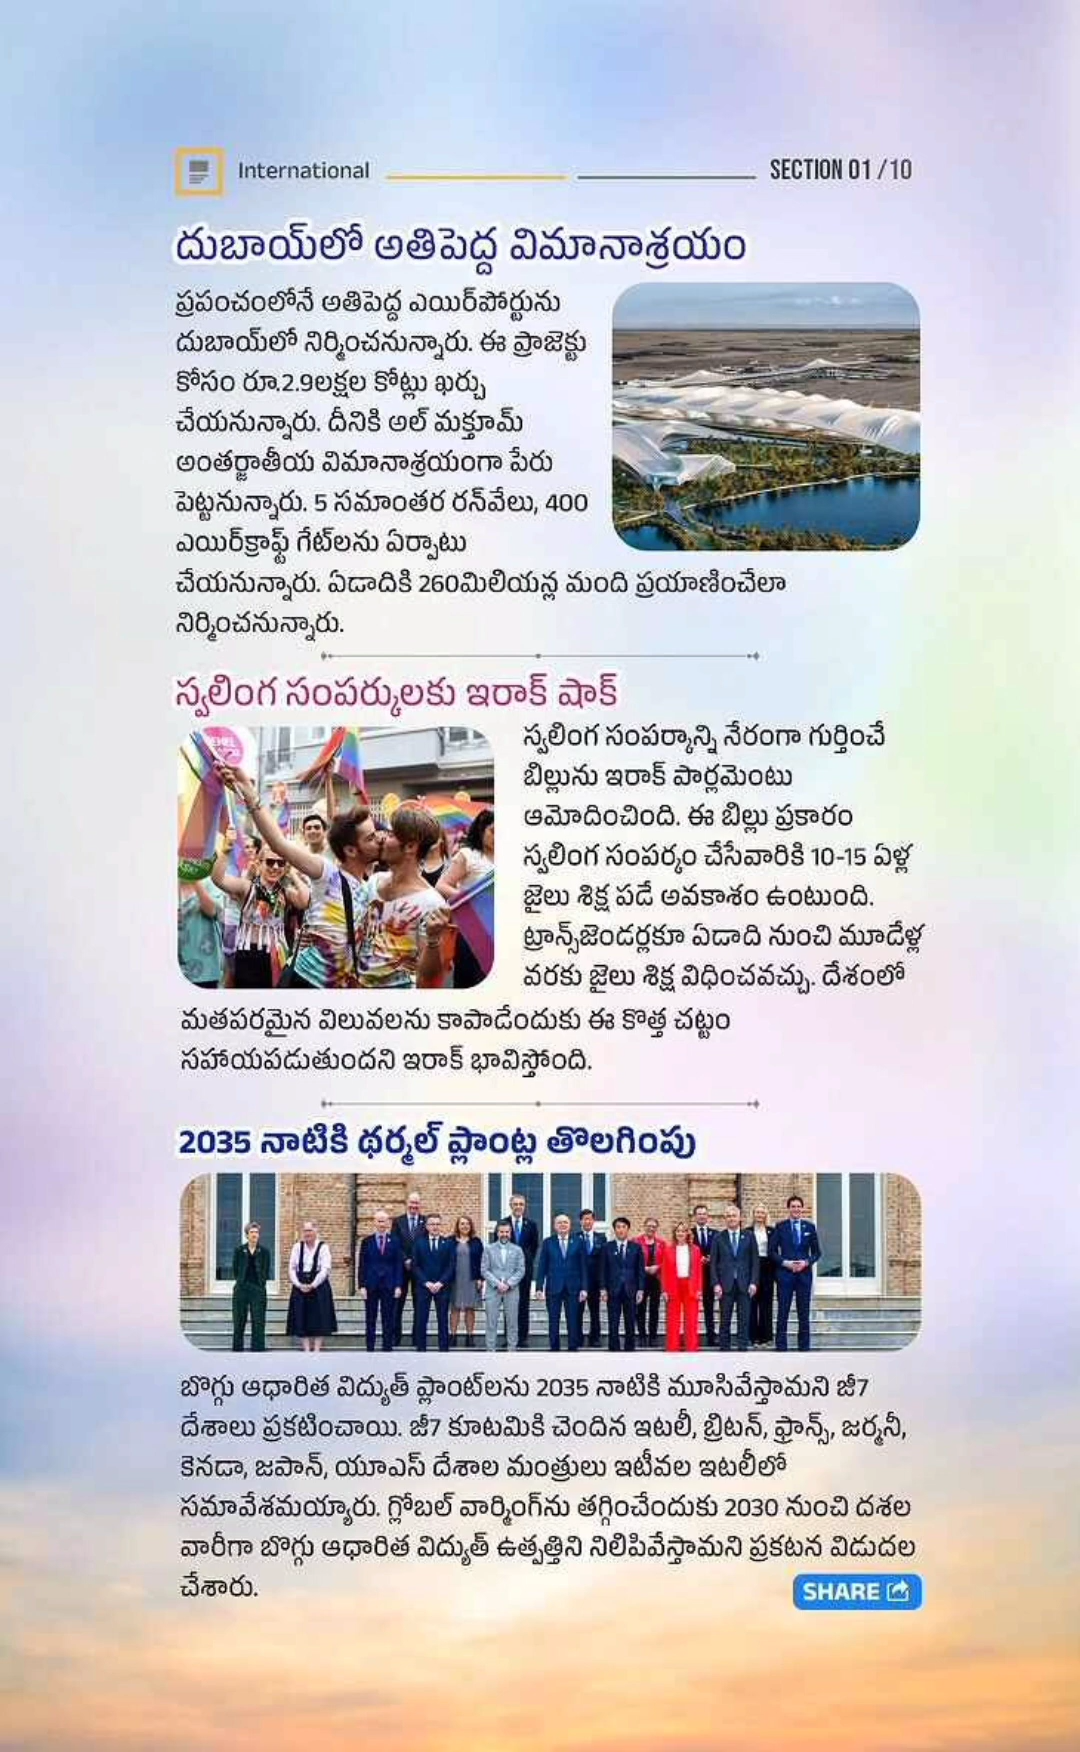 International
SECTION 01 /10
దుబాయ్‌లో అతిపెద్ద విమానాశ్రయం
ప్రపంచంలోనే అతిపెద్ద ఎయిర్‌పోర్టును
దుబాయ్‌లో నిర్మించనున్నారు. ఈ ప్రాజెక్టు
కోసం రూ.2.9లక్షల కోట్లు ఖర్చు
చేయనున్నారు. దీనికి అల్ మక్తూమ్
అంతర్జాతీయ విమానాశ్రయంగా పేరు
పెట్టనున్నారు. 5 సమాంతర రన్‌వేలు, 400
ఎయిర్‌క్రాఫ్ట్ గేట్‌లను ఏర్పాటు
చేయనున్నారు. ఏడాదికి 260మిలియన్ల మంది ప్రయాణించేలా
నిర్మించనున్నారు.
స్వలింగ సంపర్కులకు ఇరాక్ షాక్
స్వలింగ సంపర్కాన్ని నేరంగా గుర్తించే
బిల్లును ఇరాక్ పార్లమెంటు
ఆమోదించింది. ఈ బిల్లు ప్రకారం
స్వలింగ సంపర్కం చేసేవారికి 10-15 ఏళ్ల
జైలు శిక్ష పడే అవకాశం ఉంటుంది.
ట్రాన్స్‌జెండర్లకూ ఏడాది నుంచి మూడేళ్ల
వరకు జైలు శిక్ష విధించవచ్చు. దేశంలో
మతపరమైన విలువలను కాపాడేందుకు ఈ కొత్త చట్టం
సహాయపడుతుందని ఇరాక్ భావిస్తోంది.
2035 నాటికి థర్మల్ ప్లాంట్ల తొలగింపు
బొగ్గు ఆధారిత విద్యుత్ ప్లాంట్‌లను 2035 నాటికి మూసివేస్తామని జీ7
దేశాలు ప్రకటించాయి. జీ7 కూటమికి చెందిన ఇటలీ, బ్రిటన్, ఫ్రాన్స్, జర్మనీ,
కెనడా, జపాన్, యూఎస్ దేశాల మంత్రులు ఇటీవల ఇటలీలో
సమావేశమయ్యారు. గ్లోబల్ వార్మింగ్‌ను తగ్గించేందుకు 2030 నుంచి దశల
వారీగా బొగ్గు ఆధారిత విద్యుత్ ఉత్పత్తిని నిలిపివేస్తామని ప్రకటన విడుదల
చేశారు.
SHARE